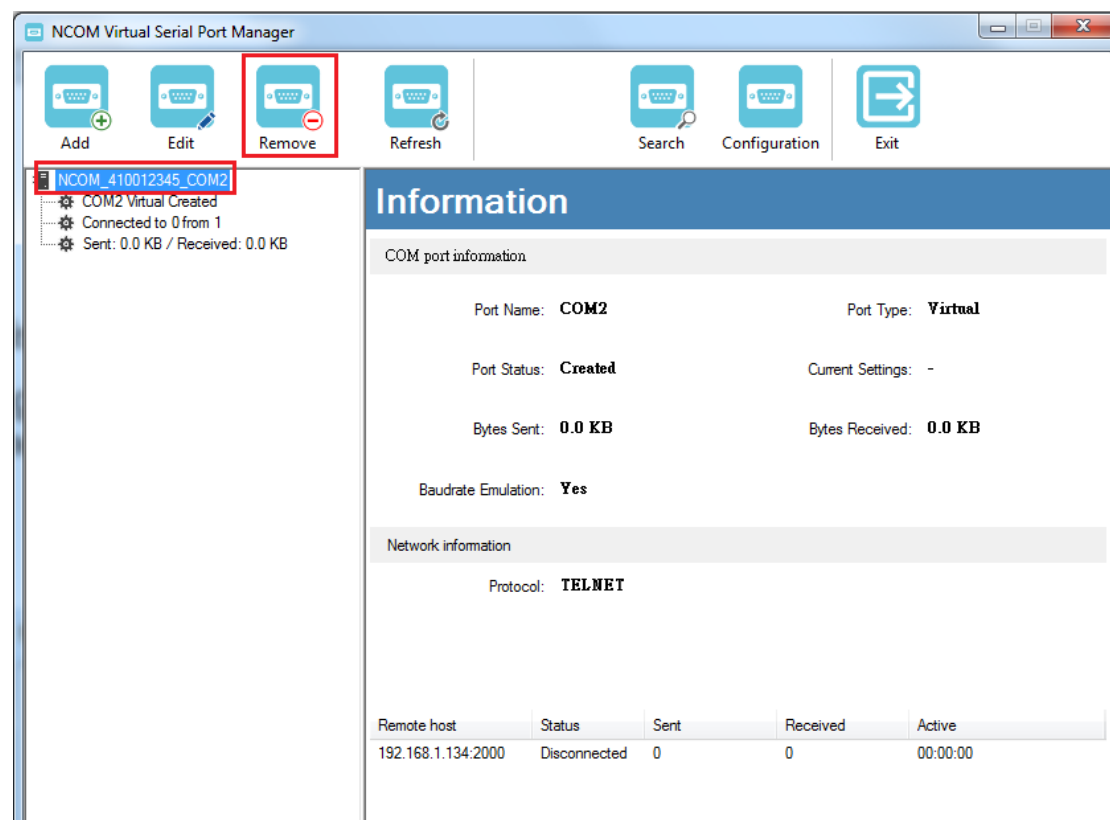 NCOM Virtual Serial Port Manager
Add Edit Remove Refresh Search Configuration Exit
NCOM_410012345_COM2
COM2 Virtual Created
Connected to 0 from 1
Sent: 0.0 KB / Received: 0.0 KB
Information
COM port information
Port Name: COM2 Port Type: Virtual
Port Status: Created Current Settings: -
Bytes Sent: 0.0 KB Bytes Received: 0.0 KB
Baudrate Emulation: Yes
Network information
Protocol: TELNET
Remote host Status Sent Received Active
192.168.1.134:2000 Disconnected 0 0 00:00:00